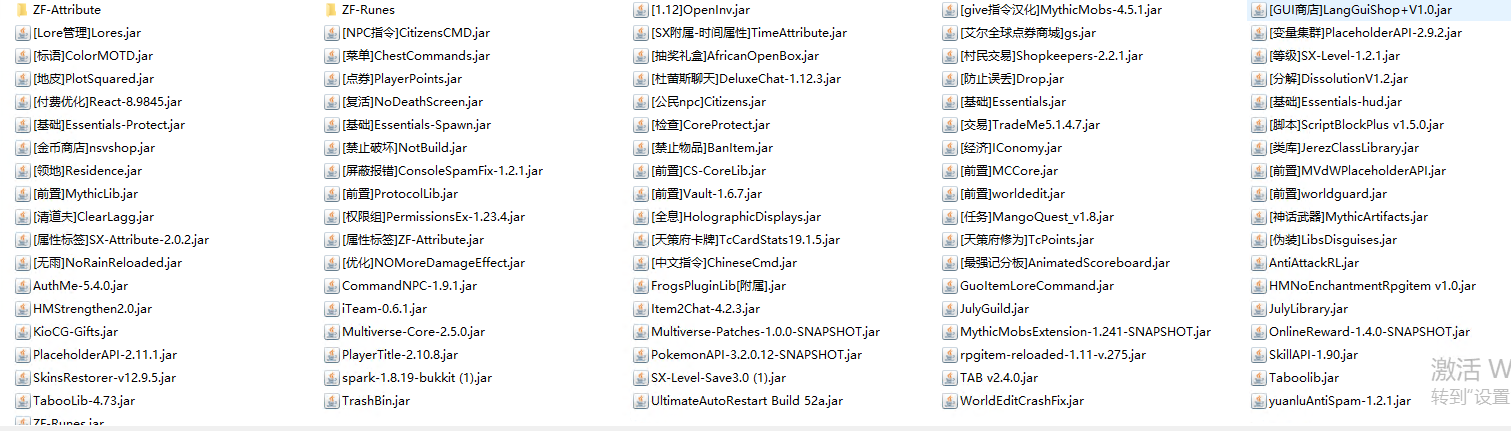 ZF-Attribute ZF-Runes [1.12]OpenInv.jar [give指令汉化]MythicMobs-4.5.1.jar [GUI商店]LangGuiShop+V1.0.jar
[Lore管理]Lores.jar [NPC指令]CitizensCMD.jar [SX附属-时间属性]TimeAttribute.jar [艾尔全球点券商城]gs.jar [变量集群]PlaceholderAPI-2.9.2.jar
[标语]ColorMOTD.jar [菜单]ChestCommands.jar [抽奖礼盒]AfricanOpenBox.jar [村民交易]Shopkeepers-2.2.1.jar [等级]SX-Level-1.2.1.jar
[地皮]PlotSquared.jar [点券]PlayerPoints.jar [杜苗斯聊天]DeluxeChat-1.12.3.jar [防止误丢]Drop.jar [分解]DissolutionV1.2.jar
[付费优化]React-8.9845.jar [复活]NoDeathScreen.jar [公民npc]Citizens.jar [基础]Essentials.jar [基础]Essentials-hud.jar
[基础]Essentials-Protect.jar [基础]Essentials-Spawn.jar [检查]CoreProtect.jar [交易]TradeMe5.1.4.7.jar [脚本]ScriptBlockPlus v1.5.0.jar
[金币商店]nsvshop.jar [禁止破坏]NotBuild.jar [禁止物品]BanItem.jar [经济]IConomy.jar [类库]JerezClassLibrary.jar
[领地]Residence.jar [屏蔽报错]ConsoleSpamFix-1.2.1.jar [前置]CS-CoreLib.jar [前置]MCCore.jar [前置]MVdWPlaceholderAPI.jar
[前置]MythicLib.jar [前置]ProtocolLib.jar [前置]Vault-1.6.7.jar [前置]worldedit.jar [前置]worldguard.jar
[清道夫]ClearLagg.jar [权限组]PermissionsEx-1.23.4.jar [全息]HolographicDisplays.jar [任务]MangoQuest_v1.8.jar [神话武器]MythicArtifacts.jar
[属性标签]SX-Attribute-2.0.2.jar [属性标签]ZF-Attribute.jar [天策府卡牌]TcCardStats19.1.5.jar [天策府修为]TcPoints.jar [伪装]LibsDisguises.jar
[无雨]NoRainReloaded.jar [优化]NOMoreDamageEffect.jar [中文指令]ChineseCmd.jar [最强记分板]AnimatedScoreboard.jar AntiAttackRL.jar
AuthMe-5.4.0.jar CommandNPC-1.9.1.jar FrogsPluginLib[附属].jar GuoItemLoreCommand.jar HMNoEnchantmentRpgitem v1.0.jar
HMStrengthen2.0.jar iTeam-0.6.1.jar Item2Chat-4.2.3.jar JulyGuild.jar JulyLibrary.jar
KioCG-Gifts.jar Multiverse-Core-2.5.0.jar Multiverse-Patches-1.0.0-SNAPSHOT.jar MythicMobsExtension-1.241-SNAPSHOT.jar OnlineReward-1.4.0-SNAPSHOT.jar
PlaceholderAPI-2.11.1.jar PlayerTitle-2.10.8.jar PokemonAPI-3.2.0.12-SNAPSHOT.jar rpgitem-reloaded-1.11-v.275.jar SkillAPI-1.90.jar
SkinsRestorer-v12.9.5.jar spark-1.8.19-bukkit (1).jar SX-Level-Save3.0 (1).jar TAB v2.4.0.jar Taboolib.jar
激活 W
TabooLib-4.73.jar TrashBin.jar UltimateAutoRestart Build 52a.jar WorldEditCrashFix.jar yuanluAntiSpam-1.2.1.jar
转到"设置
ZF-Runes.jar